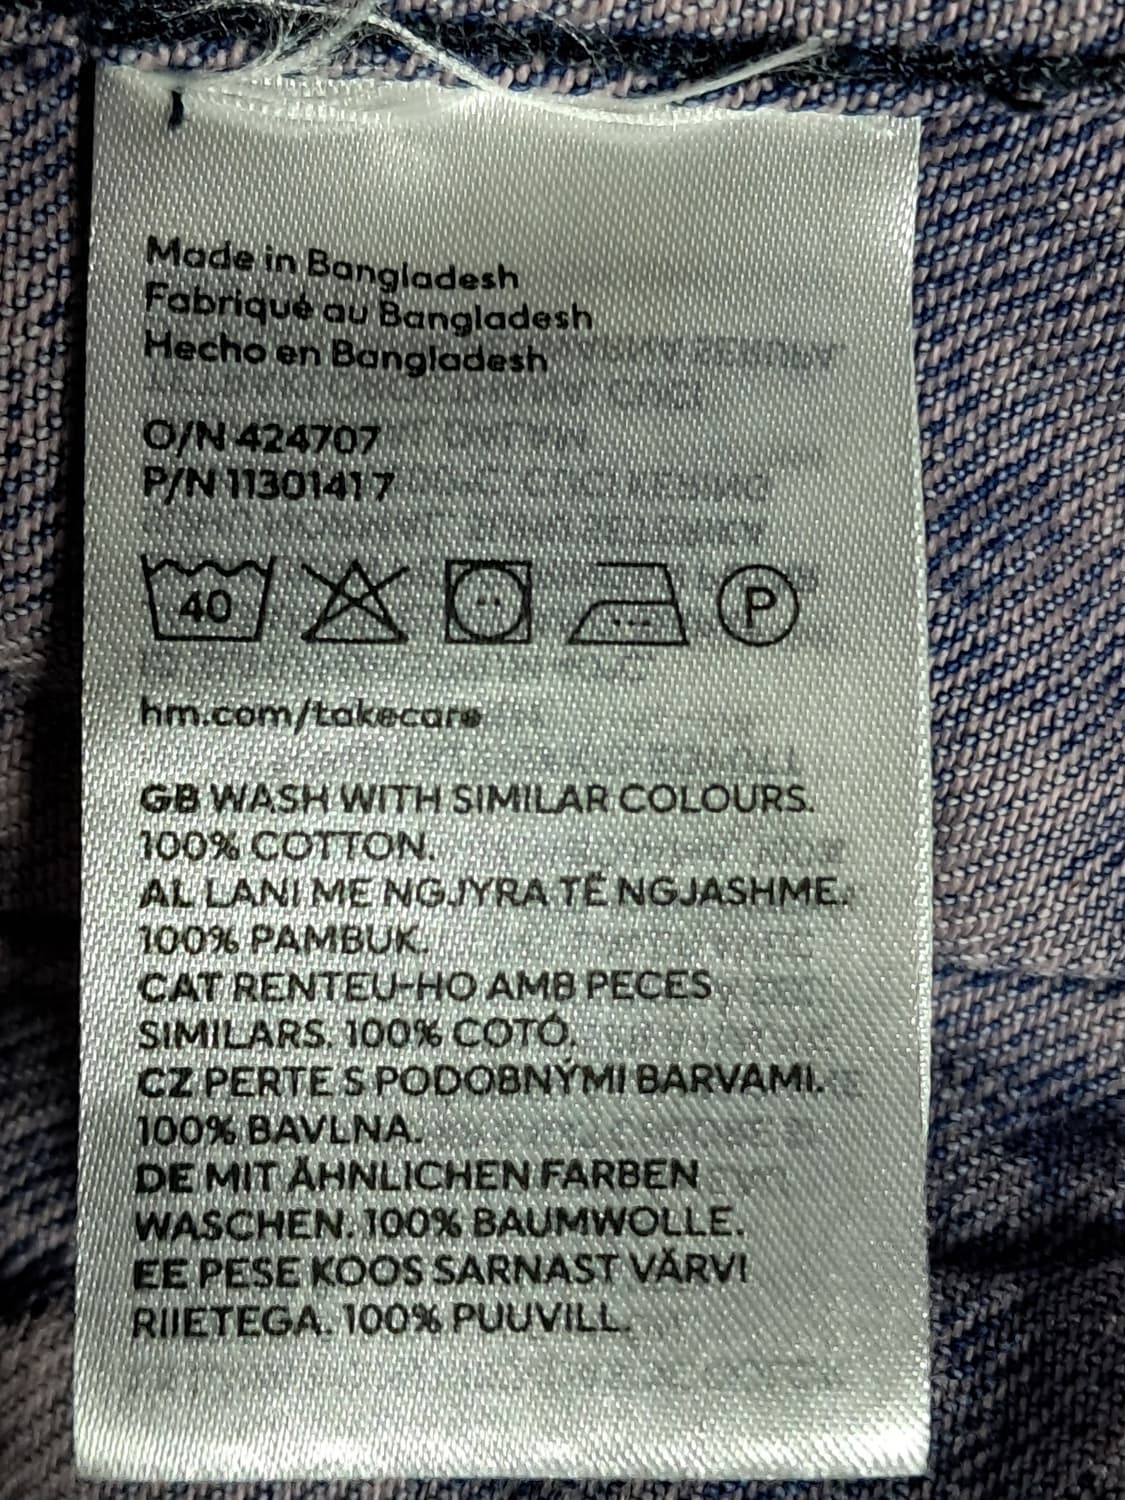 Made in Bangladesh
Fabriqué au Bangladesh
Hecho en Bangladesh
O/N 424707
P/N 11301417
40 P
hm.com/takecare
GB WASH WITH SIMILAR COLOURS.
100% COTTON.
AL LANI ME NGJYRA TË NGJASHME.
100% PAMBUK.
CAT RENTEU-HO AMB PECES
SIMILARS. 100% COTÓ.
CZ PERTE S PODOBNÝMI BARVAMI.
100% BAVLNA.
DE MIT ÄHNLICHEN FARBEN
WASCHEN. 100% BAUMWOLLE.
EE PESE KOOS SARNAST VÄRVI
RIIETEGA. 100% PUUVILL.